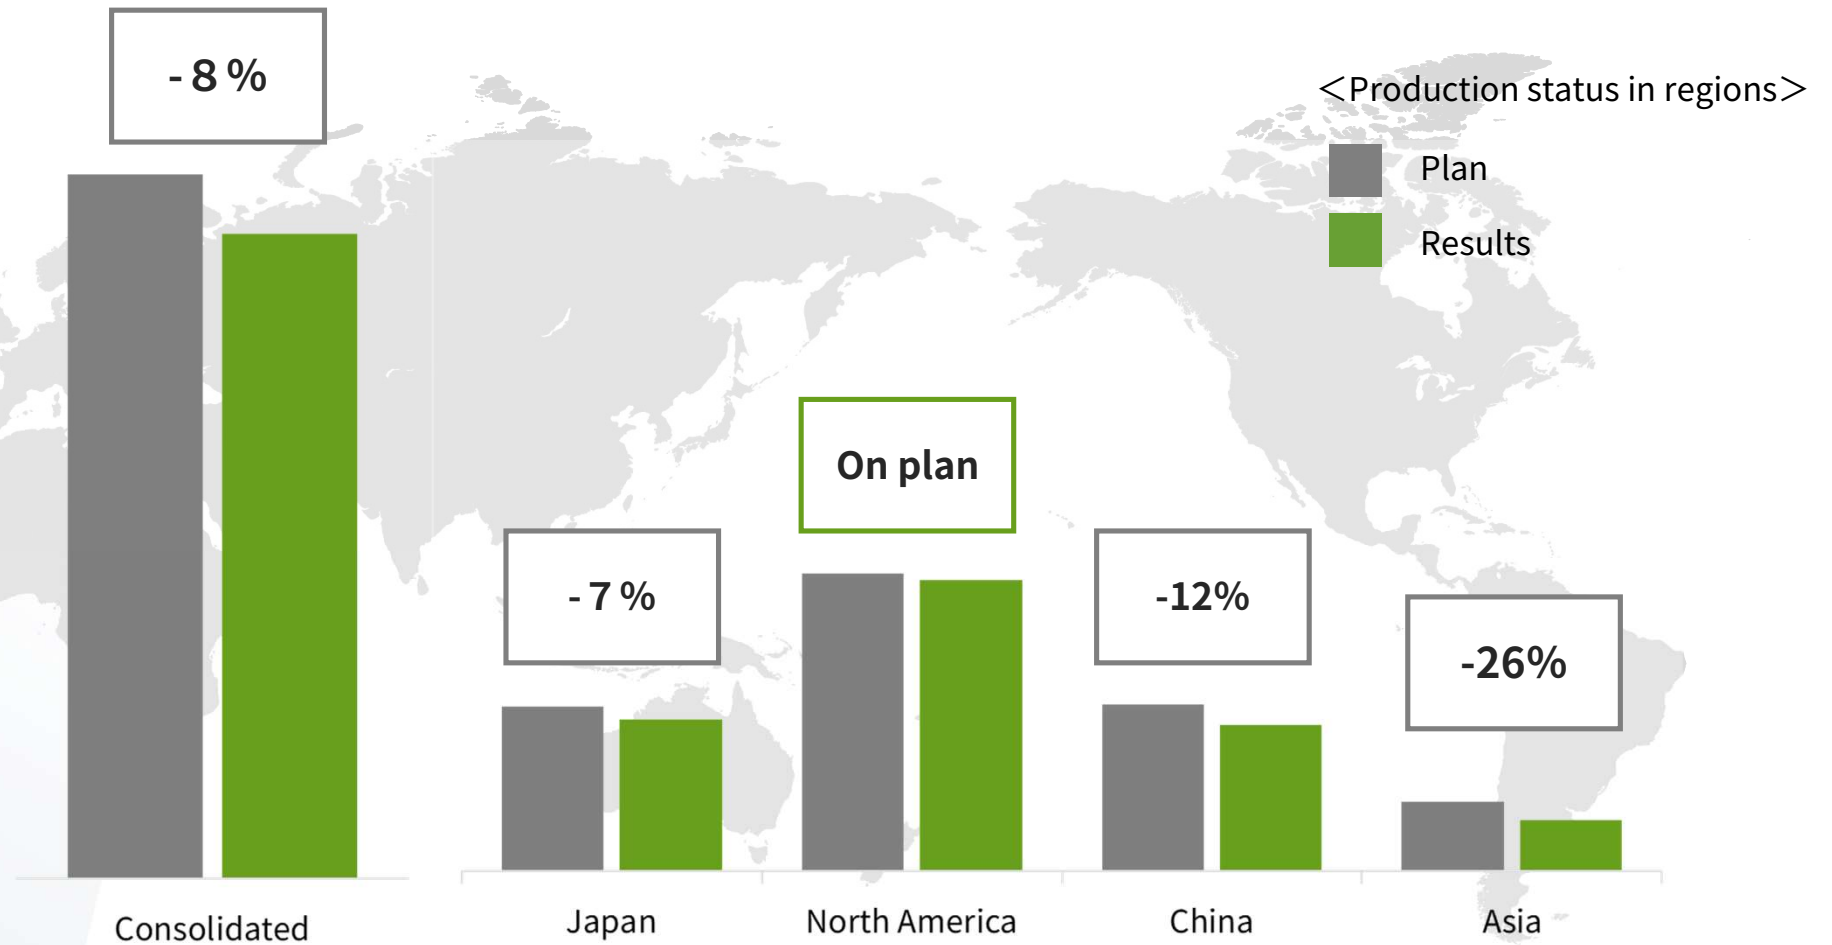 -8%
<Production status in regions>
Plan
Results
On plan
-7%
-12%
-26%
Consolidated
Japan
North America
China
Asia